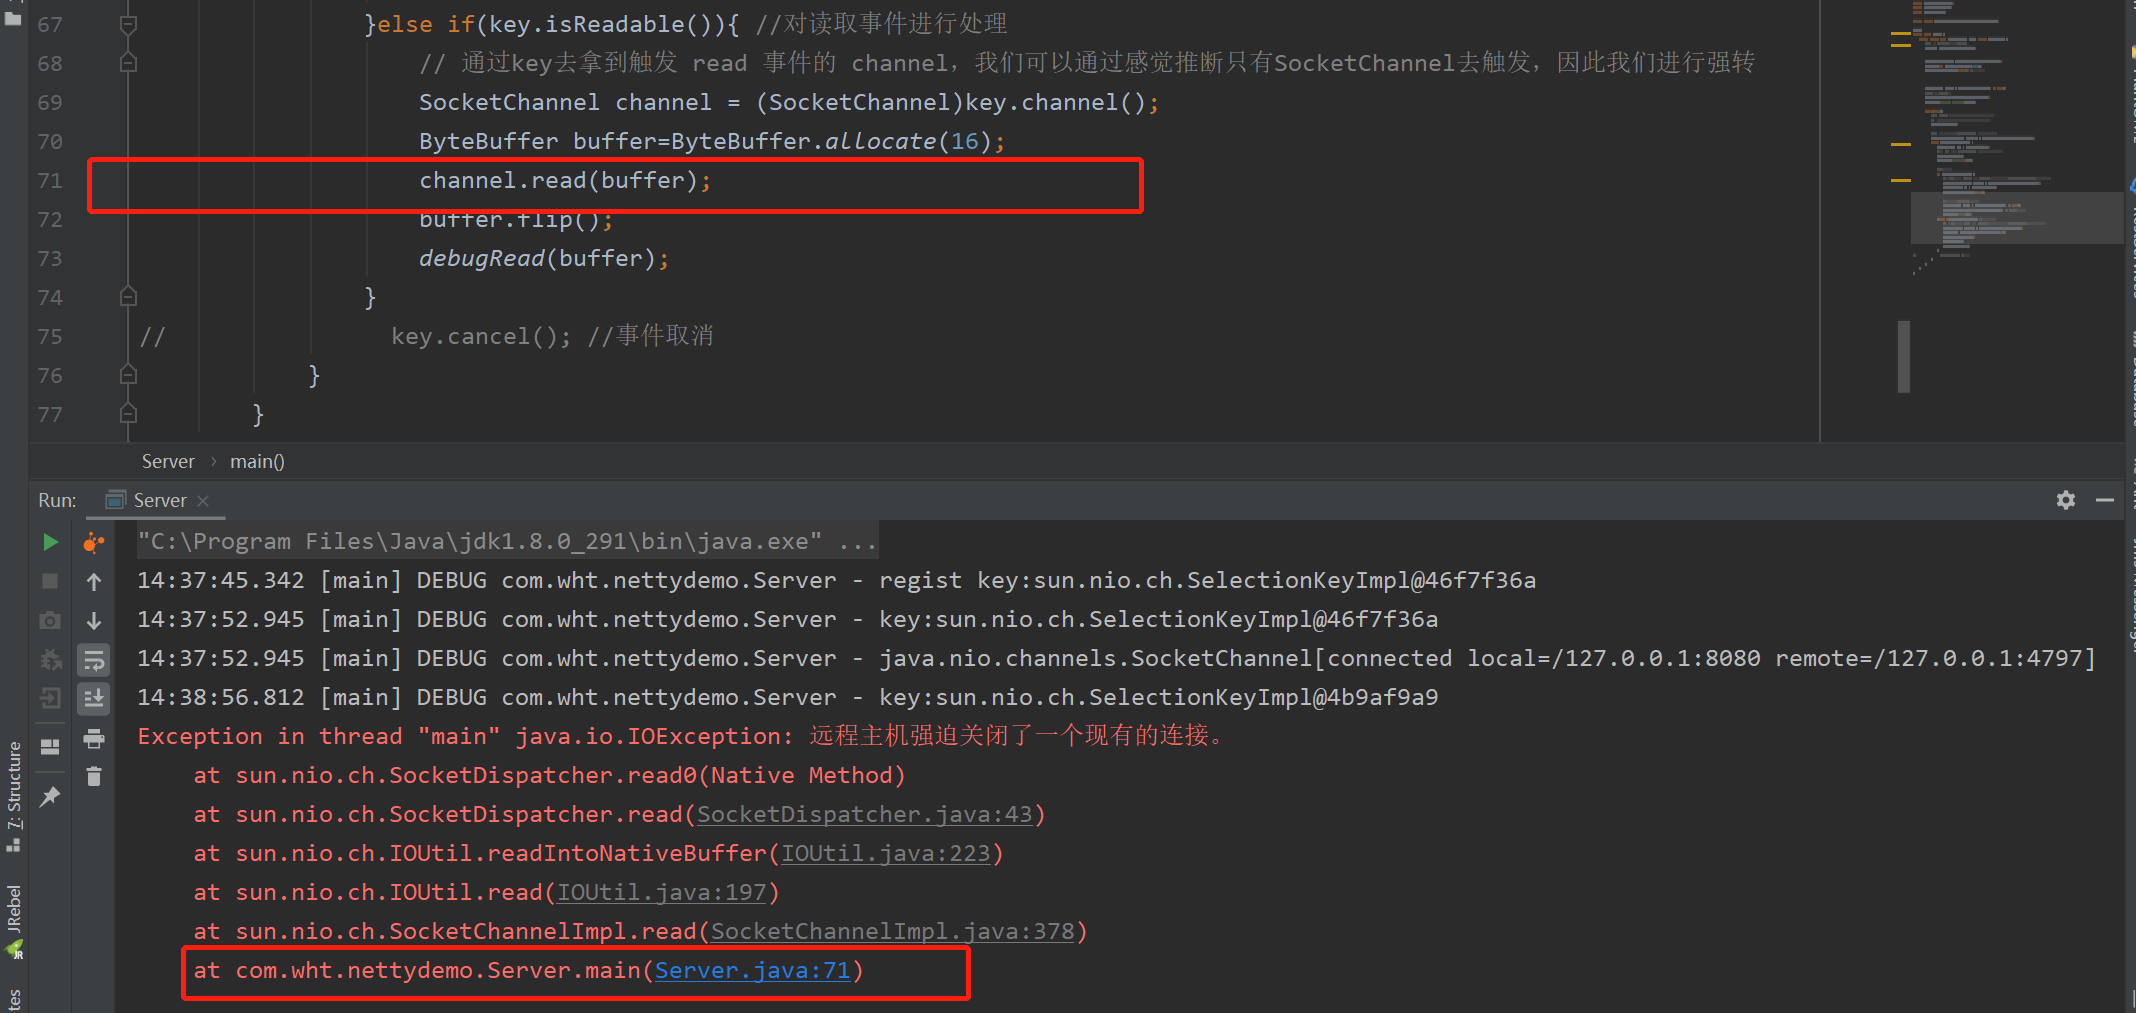 67 }else if(key.isReadable()){ //对读取事件进行处理
68 // 通过key去拿到触发 read 事件的 channel，我们可以通过感觉推断只有SocketChannel去触发，因此我们进行强转
69 SocketChannel channel = (SocketChannel)key.channel();
70 ByteBuffer buffer=ByteBuffer.allocate(16);
71 channel.read(buffer);
72 buffer.flip();
73 debugRead(buffer);
74 }
75 // key.cancel(); //事件取消
76 }
77 }
Server › main()
Run: Server
"C:\Program Files\Java\jdk1.8.0_291\bin\java.exe" ...
14:37:45.342 [main] DEBUG com.wht.nettydemo.Server - regist key:sun.nio.ch.SelectionKeyImpl@46f7f36a
14:37:52.945 [main] DEBUG com.wht.nettydemo.Server - key:sun.nio.ch.SelectionKeyImpl@46f7f36a
14:37:52.945 [main] DEBUG com.wht.nettydemo.Server - java.nio.channels.SocketChannel[connected local=/127.0.0.1:8080 remote=/127.0.0.1:4797]
14:38:56.812 [main] DEBUG com.wht.nettydemo.Server - key:sun.nio.ch.SelectionKeyImpl@4b9af9a9
Exception in thread "main" java.io.IOException: 远程主机强迫关闭了一个现有的连接。
at sun.nio.ch.SocketDispatcher.read0(Native Method)
at sun.nio.ch.SocketDispatcher.read(SocketDispatcher.java:43)
at sun.nio.ch.IOUtil.readIntoNativeBuffer(IOUtil.java:223)
at sun.nio.ch.IOUtil.read(IOUtil.java:197)
at sun.nio.ch.SocketChannelImpl.read(SocketChannelImpl.java:378)
at com.wht.nettydemo.Server.main(Server.java:71)
7: Structure
JRebel